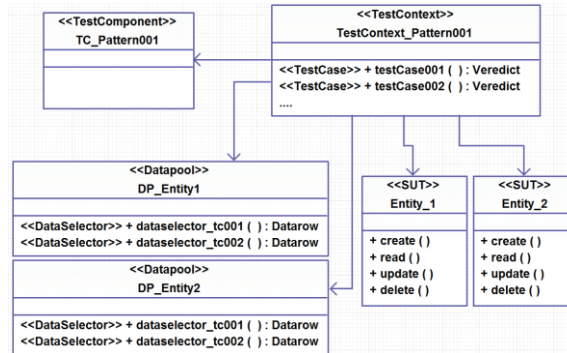 <<TestComponent>>
TC_Pattern001
<<TestContext>>
TestContext_Pattern001
<<TestCase>> + testCase001 ( ) : Veredict
<<TestCase>> + testCase002 ( ) : Veredict
....
<<Datapool>>
DP_Entity1
<<DataSelector>> + dataselector_tc001 ( ) : Datarow
<<DataSelector>> + dataselector_tc002 ( ) : Datarow
<<Datapool>>
DP_Entity2
<<DataSelector>> + dataselector_tc001 ( ) : Datarow
<<DataSelector>> + dataselector_tc002 ( ) : Datarow
<<SUT>>
Entity_1
+ create ( )
+ read ( )
+ update ( )
+ delete ( )
<<SUT>>
Entity_2
+ create ( )
+ read ( )
+ update ( )
+ delete ( )